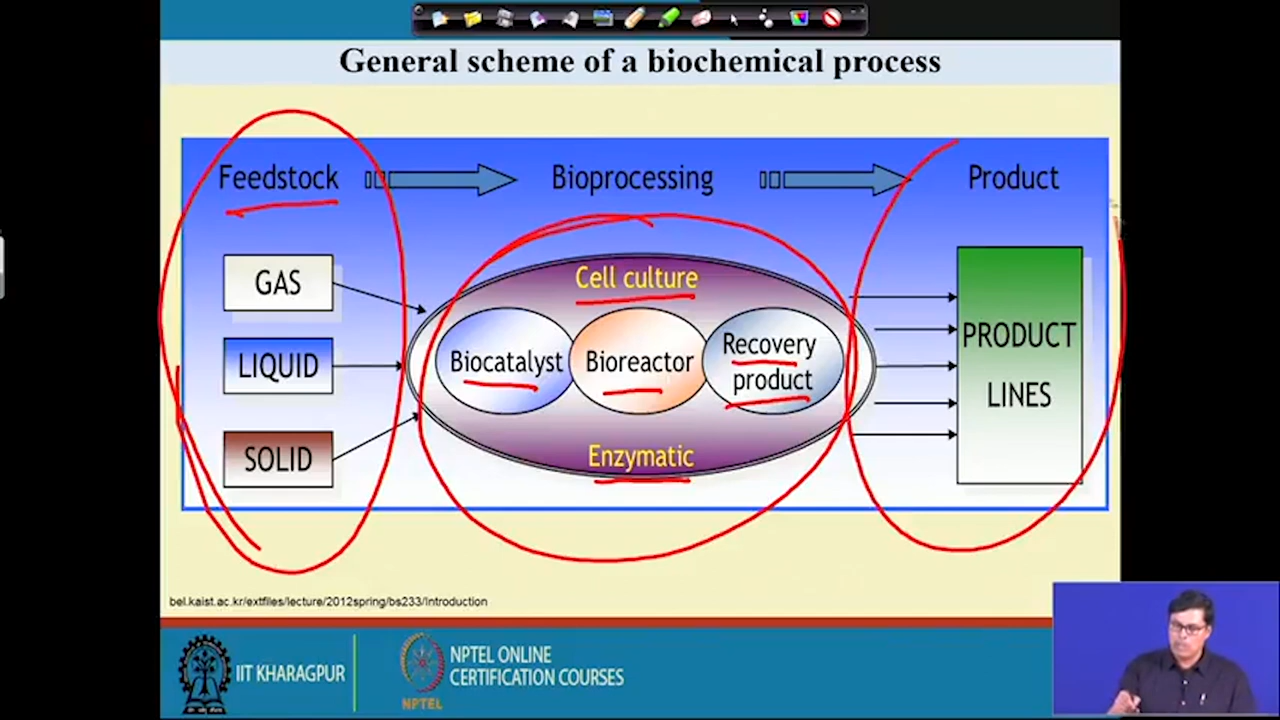 General scheme of a biochemical process
Feedstock
Bioprocessing
Product
GAS
LIQUID
SOLID
Cell culture
Biocatalyst
Bioreactor
Recovery
product
Enzymatic
PRODUCT
LINES
bel.kaist.ac.kr/extfiles/lecture/2012spring/bs233/Introduction
IIT KHARAGPUR
NPTEL
NPTEL ONLINE
CERTIFICATION COURSES